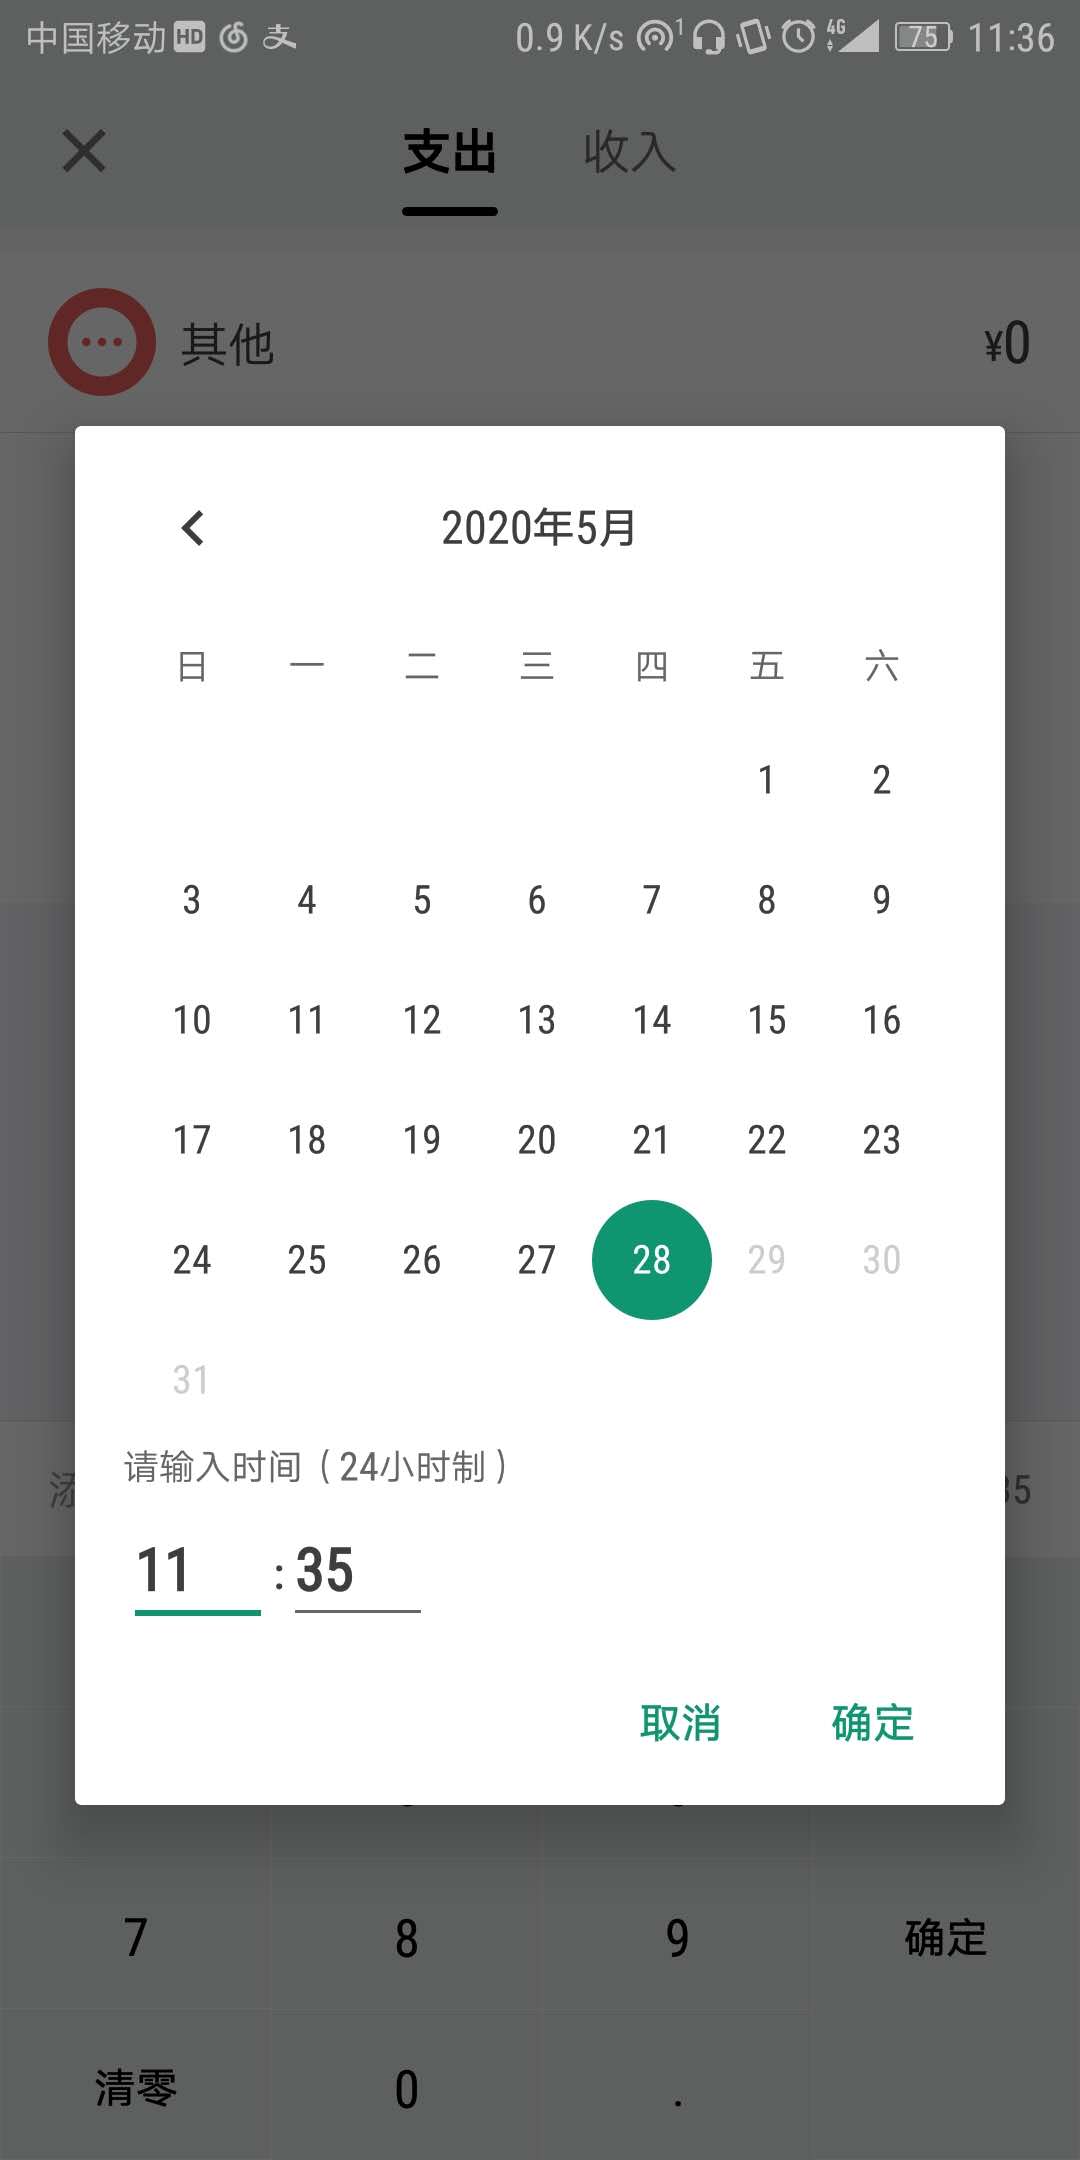 中国移动 HD 0.9 K/s 1 4G 75 11:36
支出 收入
其他 ¥0
2020年5月
日 一 二 三 四 五 六
1 2
3 4 5 6 7 8 9
10 11 12 13 14 15 16
17 18 19 20 21 22 23
24 25 26 27 28 29 30
31
请输入时间（24小时制）
添 35
11 : 35
取消 确定
7 8 9 确定
清零 0 .